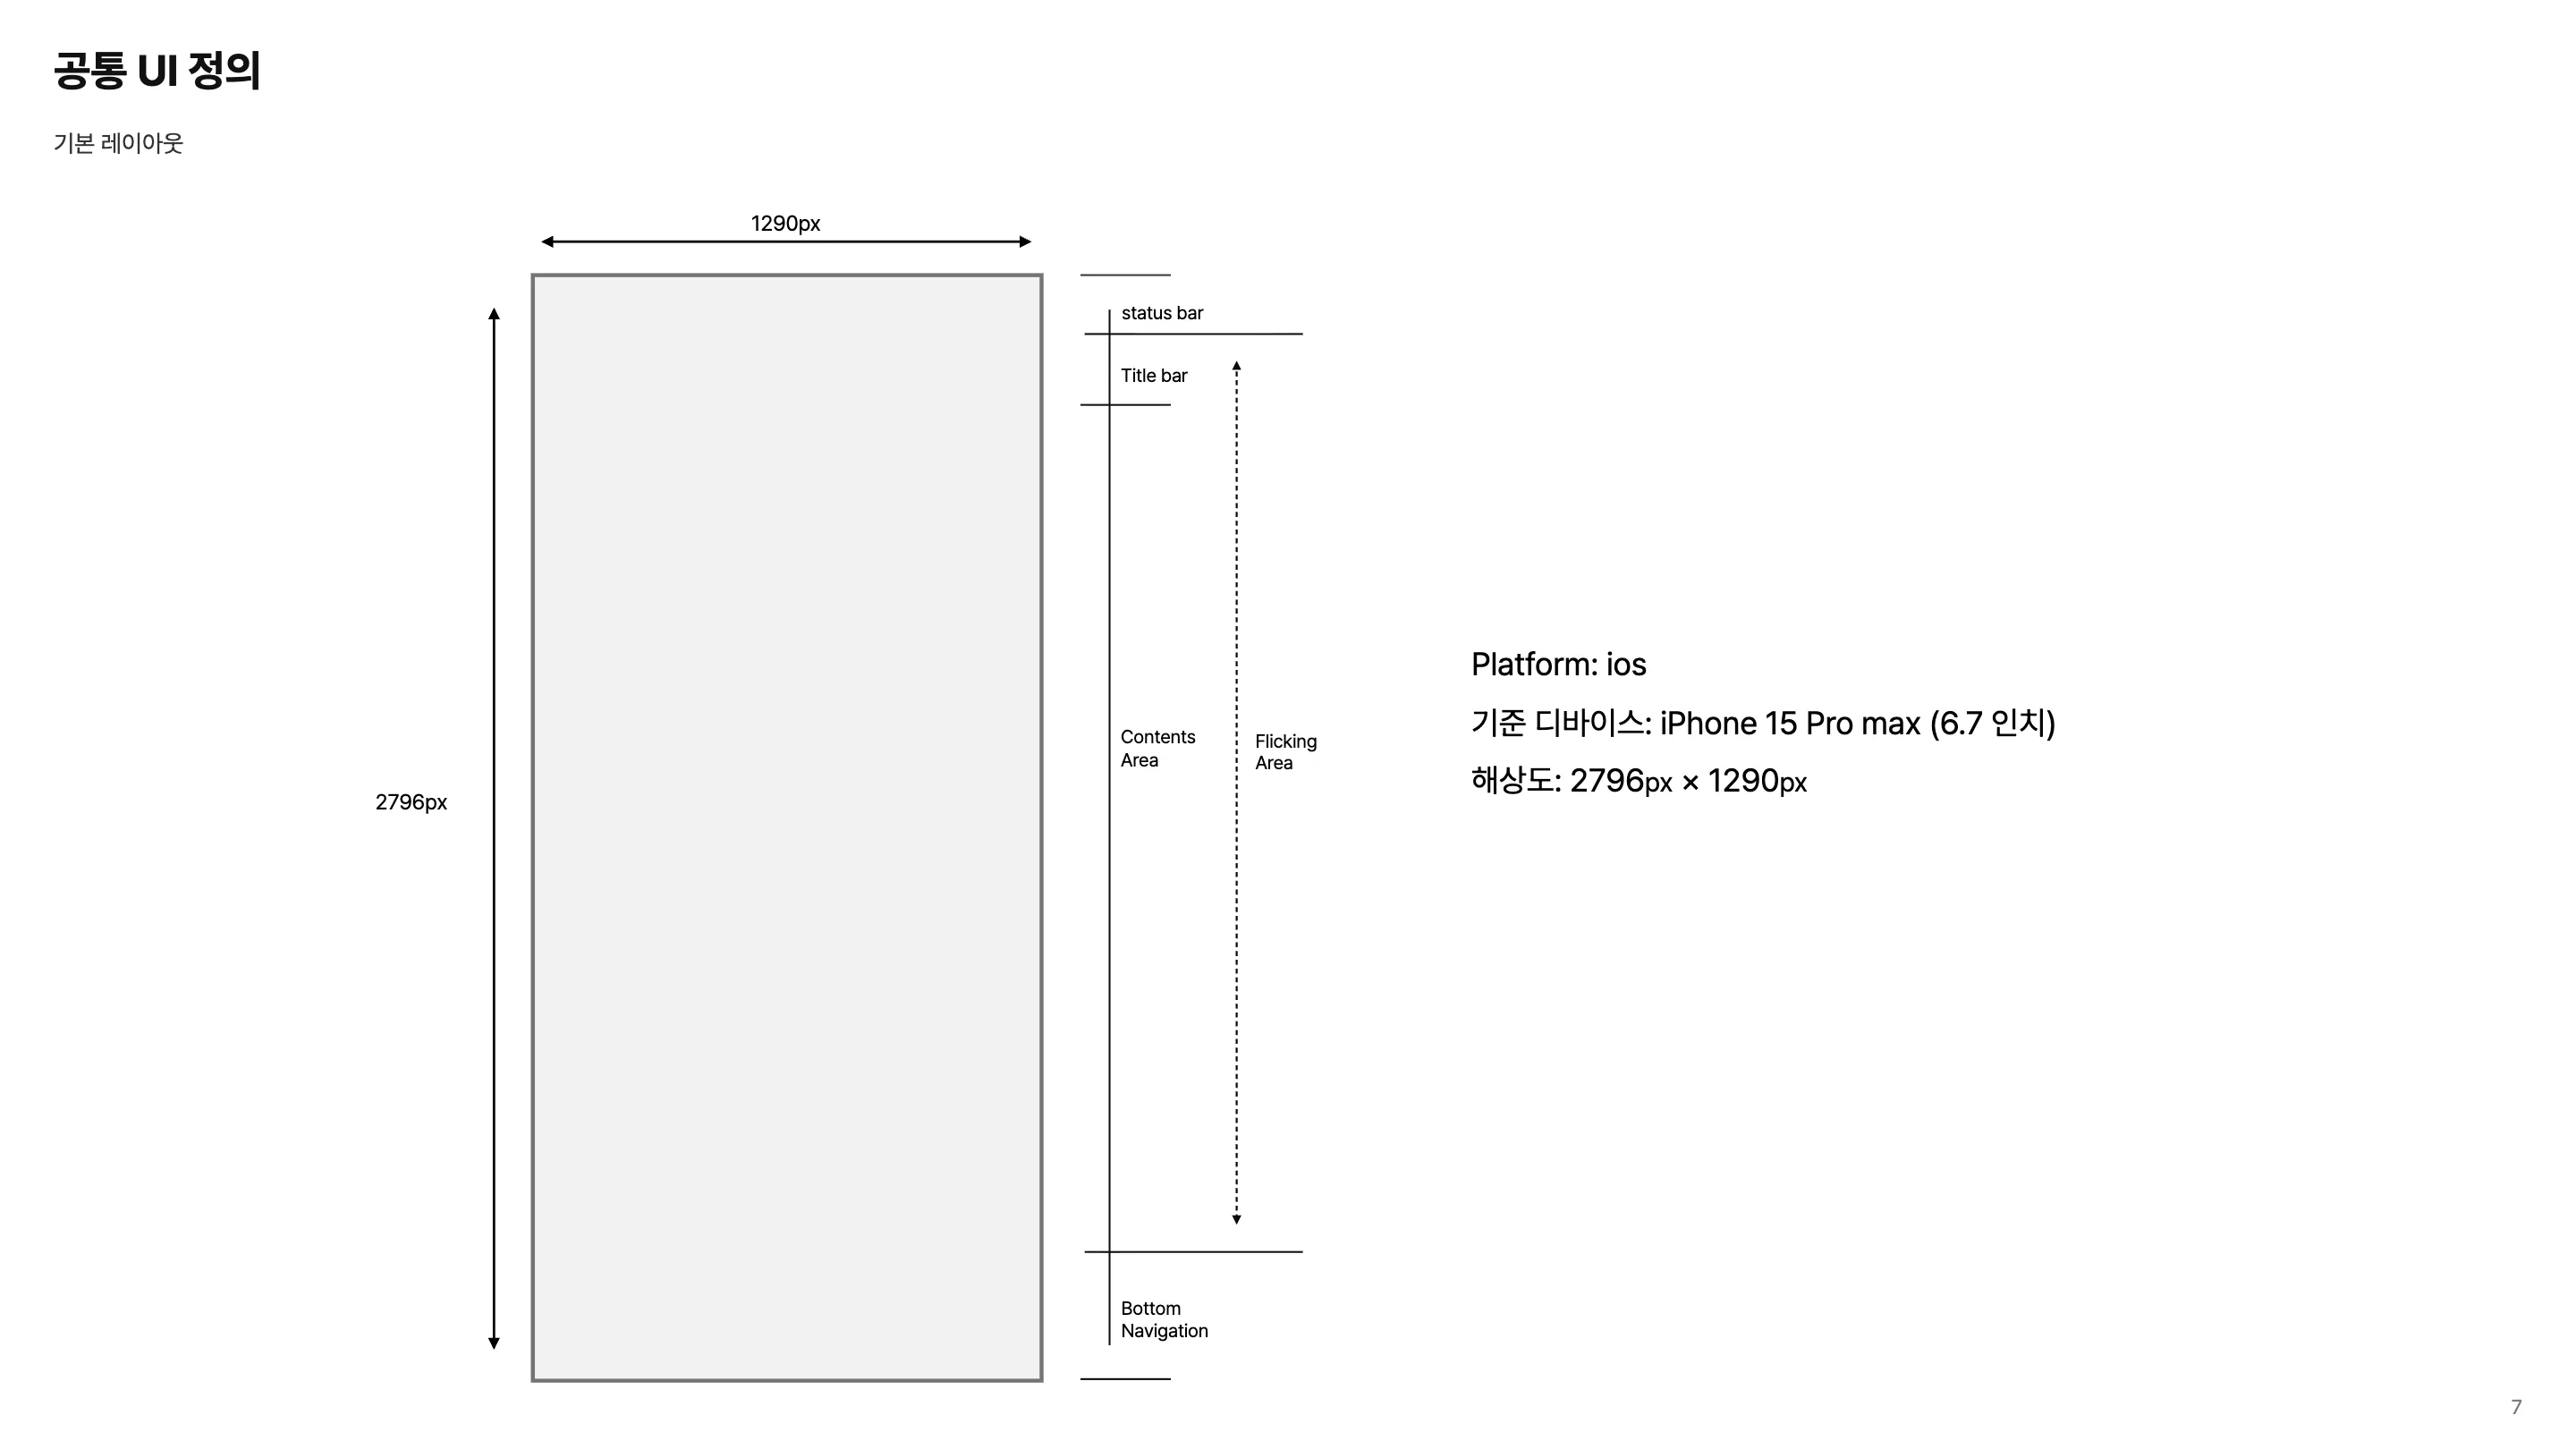 공통 UI 정의
기본 레이아웃
1290px
status bar
Title bar
Contents
Area
Flicking
Area
2796px
Bottom
Navigation
Platform: ios
기준 디바이스: iPhone 15 Pro max (6.7 인치)
해상도: 2796px × 1290px
7